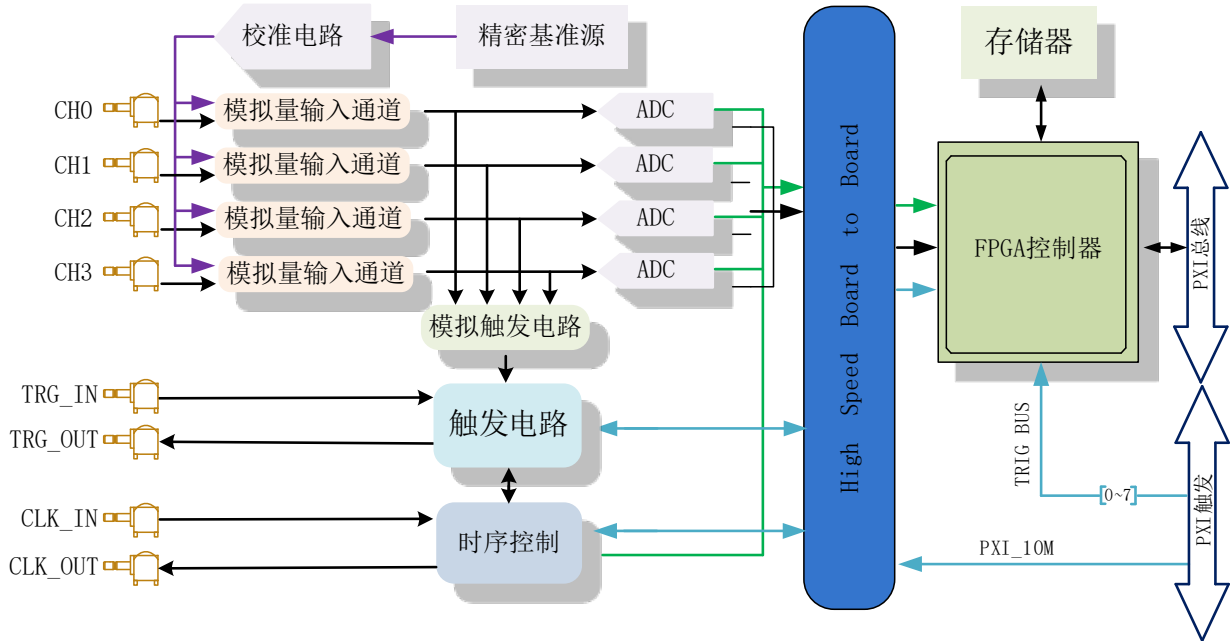 校准电路
精密基准源
存储器
CH0
模拟量输入通道
ADC
CH1
模拟量输入通道
ADC
CH2
模拟量输入通道
ADC
CH3
模拟量输入通道
ADC
模拟触发电路
High Speed Board to Board
FPGA控制器
PXI总线
TRG_IN
TRG_OUT
触发电路
TRIG BUS
[0~7]
PXI触发
CLK_IN
CLK_OUT
时序控制
PXI_10M